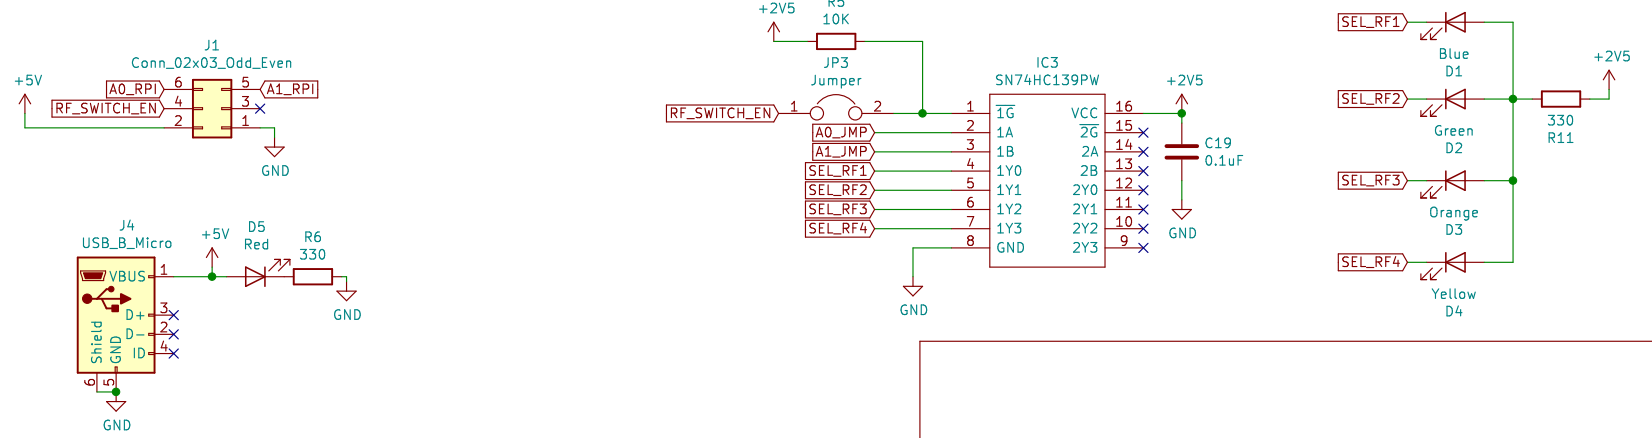 J1
Conn_02x03_Odd_Even
+5V
A0_RPI
6
5
A1_RPI
RF_SWITCH_EN
4
3
2
1
GND
J4
USB_B_Micro
+5V
D5
Red
R6
330
VBUS
1
D+
3
D-
2
ID
4
Shield
GND
6
5
GND
GND
+2V5
R5
10K
JP3
Jumper
RF_SWITCH_EN
1
2
A0_JMP
A1_JMP
SEL_RF1
SEL_RF2
SEL_RF3
SEL_RF4
IC3
SN74HC139PW
1 1G VCC 16
2 1A 2G 15
3 1B 2A 14
4 1Y0 2B 13
5 1Y1 2Y0 12
6 1Y2 2Y1 11
7 1Y3 2Y2 10
8 GND 2Y3 9
GND
+2V5
C19
0.1uF
GND
SEL_RF1
Blue
D1
SEL_RF2
Green
D2
SEL_RF3
Orange
D3
SEL_RF4
Yellow
D4
+2V5
330
R11